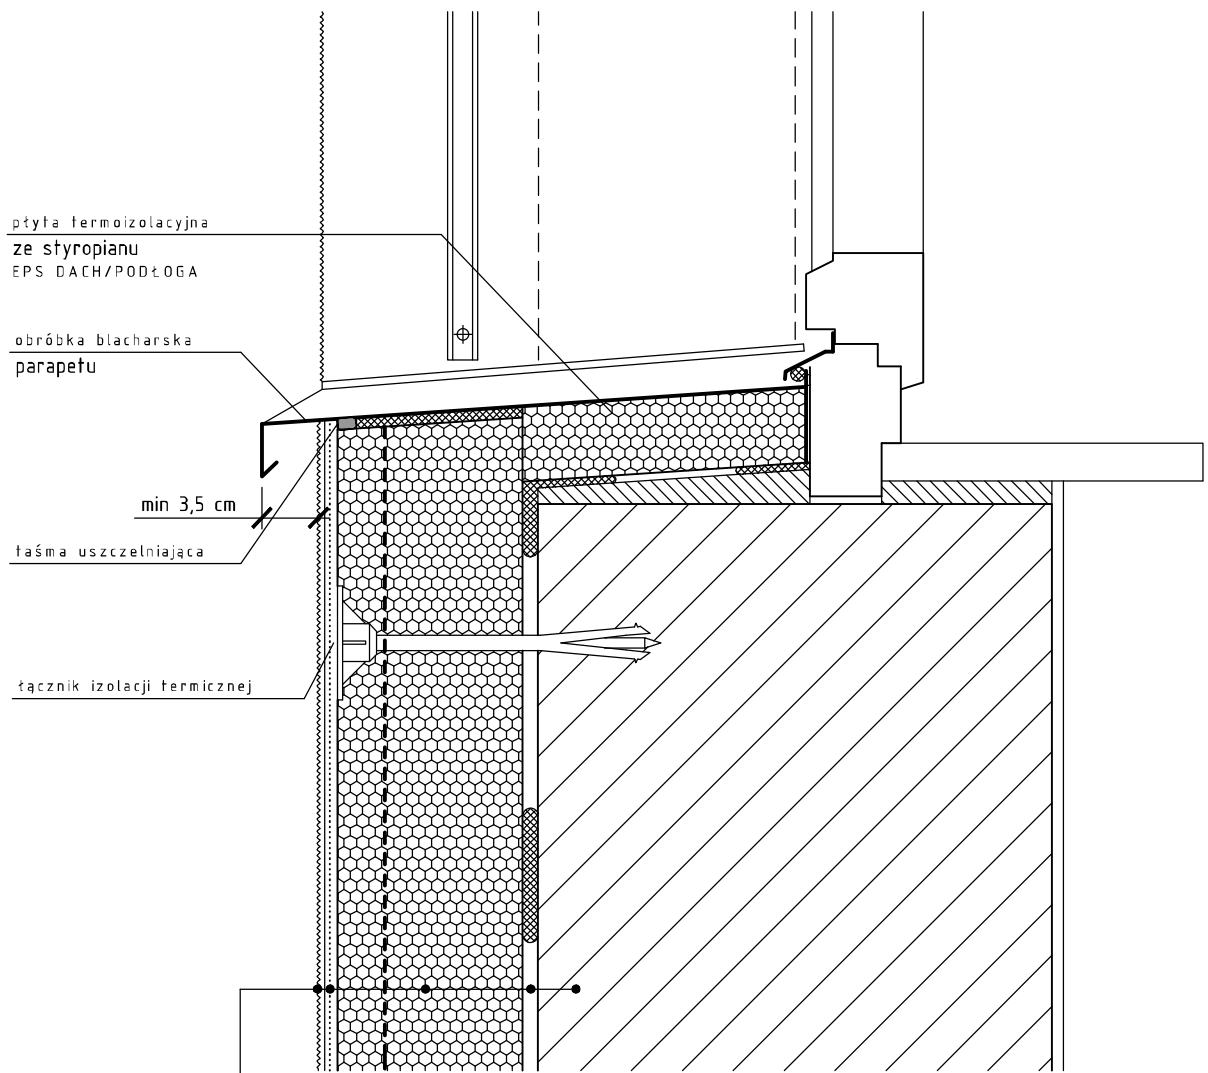 płyta termoizolacyjna
ze styropianu
EPS DACH/PODŁOGA
obróbka blacharska
parapetu
min 3,5 cm
taśma uszczelniająca
łącznik izolacji termicznej